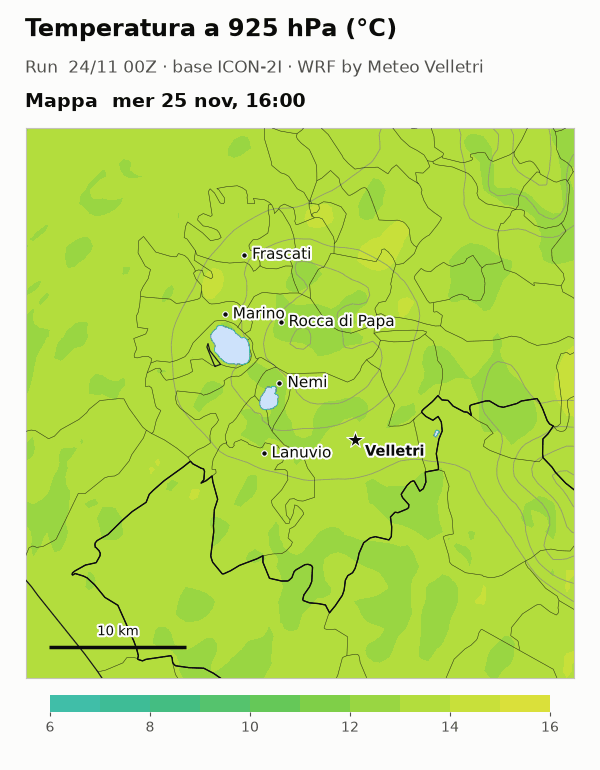 Temperatura a 925 hPa (°C)
Run  24/11 00Z · base ICON-2I · WRF by Meteo Velletri
Mappa  mer 25 nov, 16:00
Frascati
Marino
Rocca di Papa
Nemi
Velletri
Lanuvio
10 km
6 8 10 12 14 16